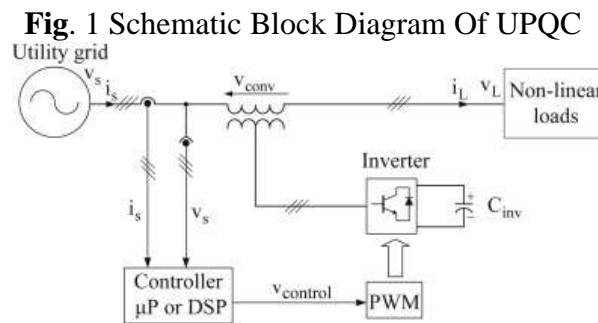 Fig. 1 Schematic Block Diagram Of UPQC
Utility grid
vs
is
vconv
iL
vL
Non-linear
loads
Inverter
Cinv
+
−
is
vs
Controller
μP or DSP
vcontrol
PWM